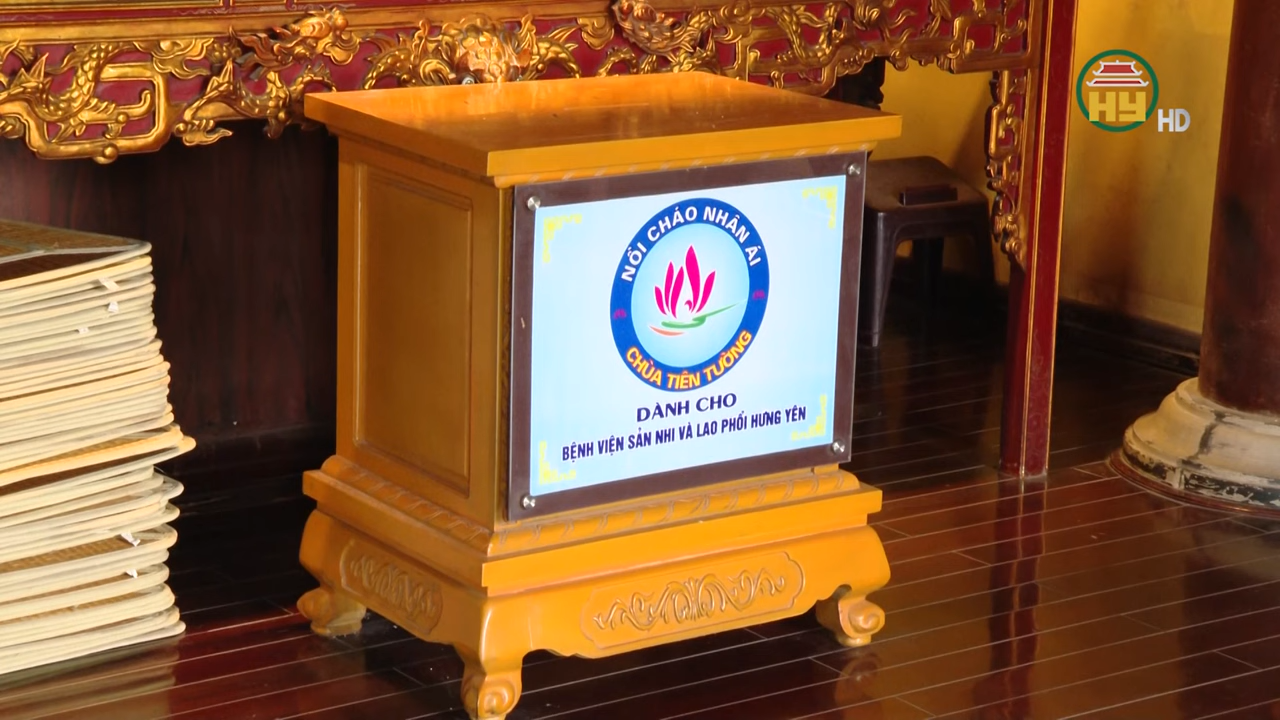 HY HD
NỒI CHÁO NHÂN ÁI
CHÙA TIÊN TƯỜNG
DÀNH CHO
BỆNH VIỆN SẢN NHI VÀ LAO PHỔI HƯNG YÊN